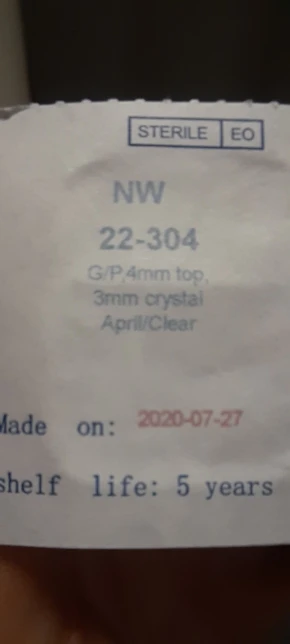 STERILE EO
NW
22-304
G/P,4mm top,
3mm crystal
April/Clear
Made on: 2020-07-27
shelf life: 5 years